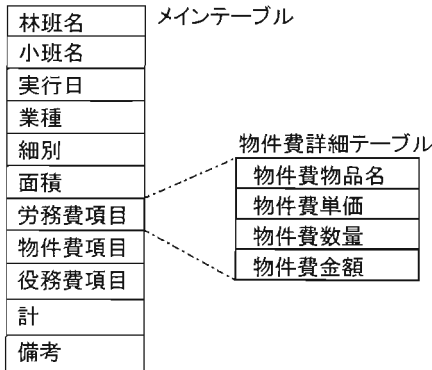 メインテーブル
林班名
小班名
実行日
業種
細別
面積
労務費項目
物件費項目
役務費項目
計
備考
物件費詳細テーブル
物件費物品名
物件費単価
物件費数量
物件費金額